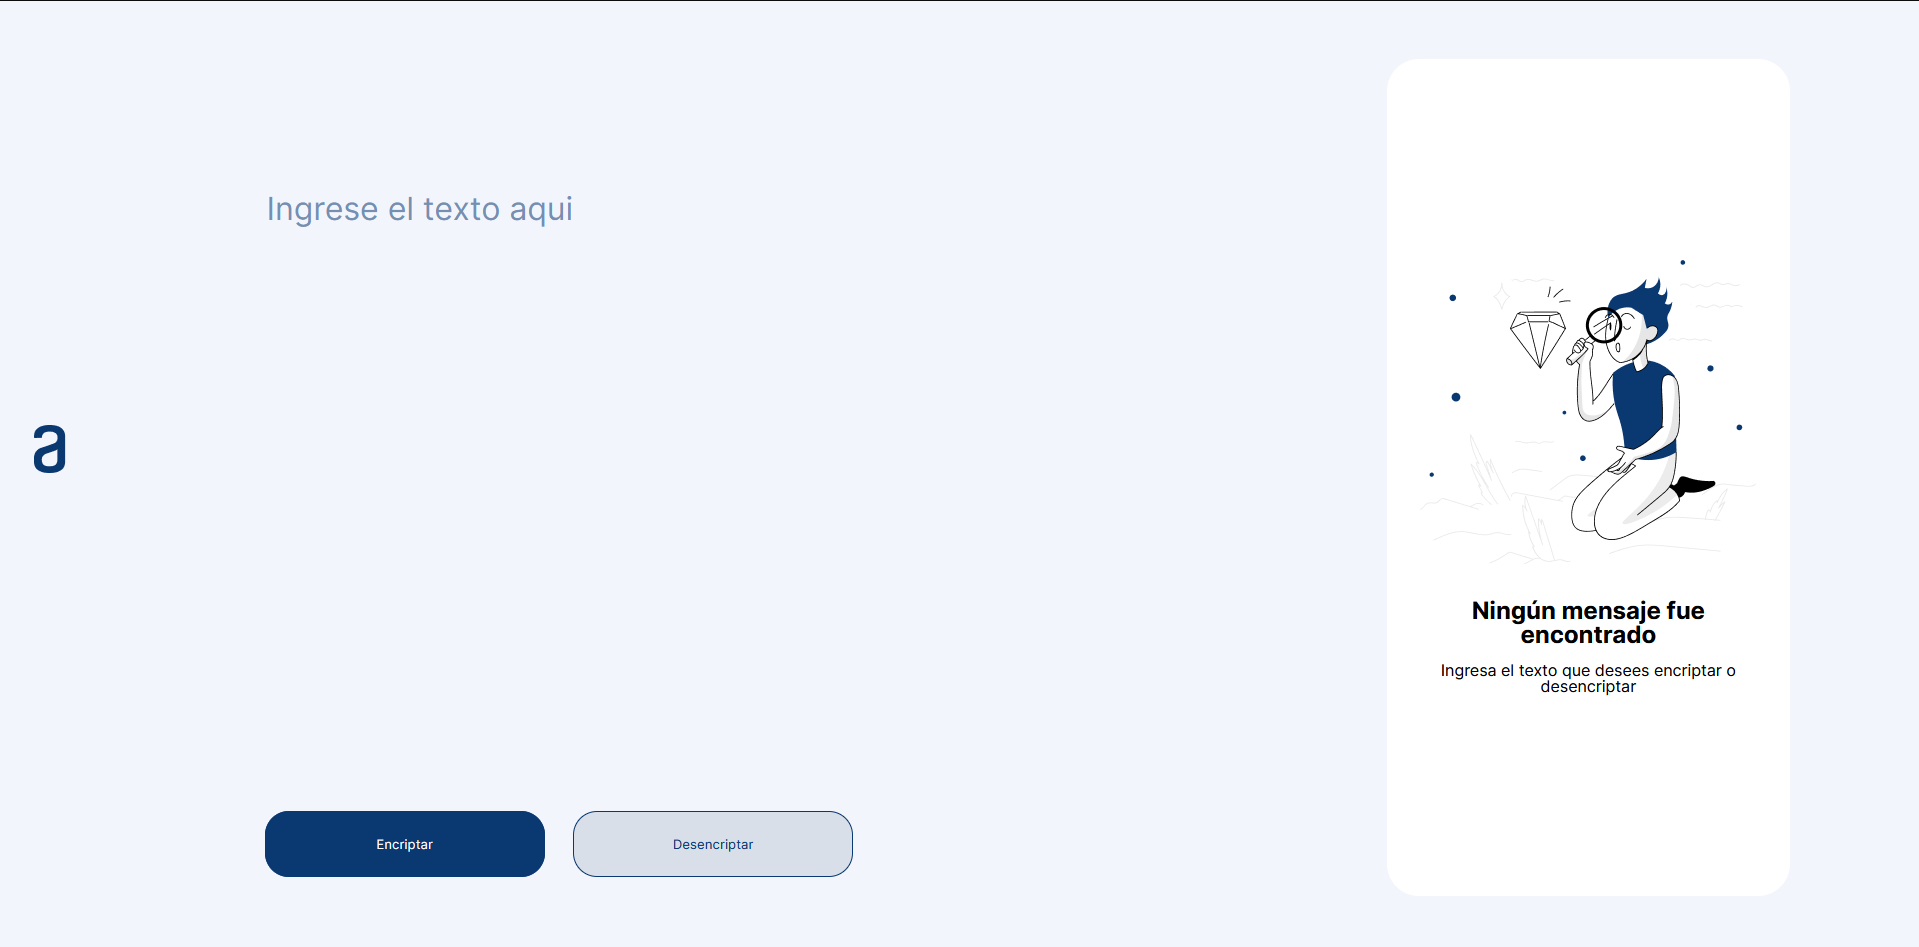 a
Ingrese el texto aqui
Encriptar
Desencriptar
Ningún mensaje fue
encontrado
Ingresa el texto que desees encriptar o
desencriptar